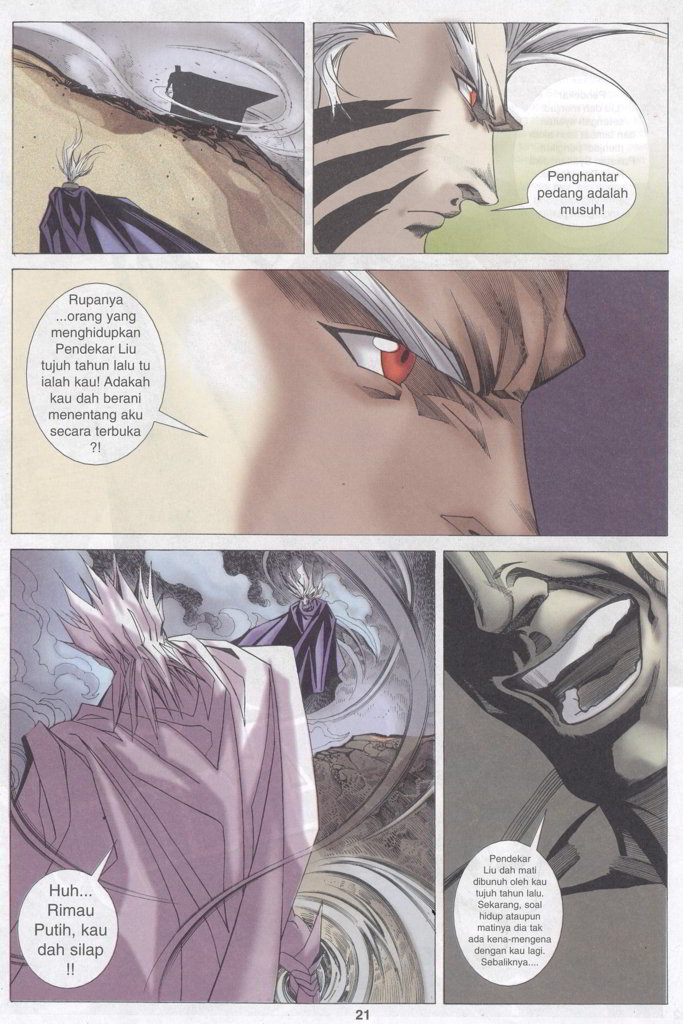 Penghantar
pedang adalah
musuh!
Rupanya
...orang yang
menghidupkan
Pendekar Liu
tujuh tahun lalu tu
ialah kau! Adakah
kau dah berani
menentang aku
secara terbuka
?!
Huh...
Rimau
Putih, kau
dah silap
!!
Pendekar
Liu dah mati
dibunuh oleh kau
tujuh tahun lalu.
Sekarang, soal
hidup ataupun
matinya dia tak
ada kena-mengena
dengan kau lagi.
Sebaliknya....
21